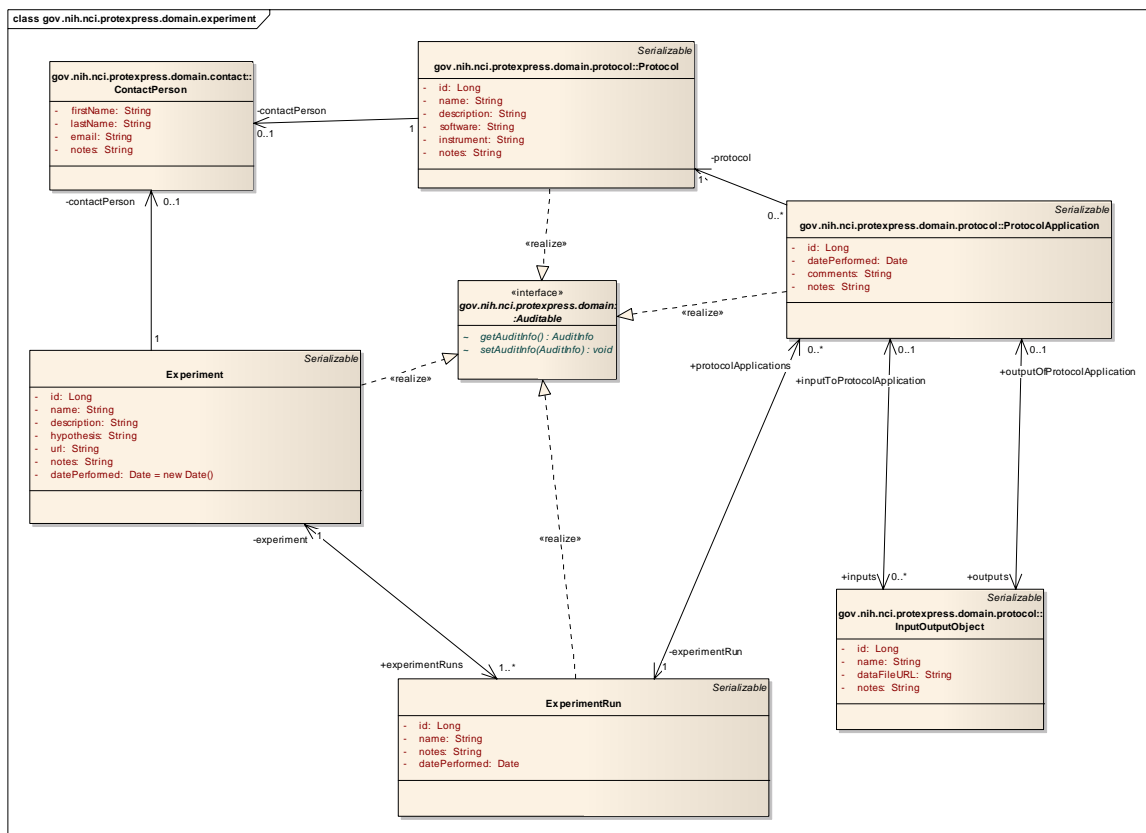 class gov.nih.nci.protexpress.domain.experiment
gov.nih.nci.protexpress.domain.contact::
ContactPerson
- firstName: String
- lastName: String
- email: String
- notes: String
Serializable
gov.nih.nci.protexpress.domain.protocol::Protocol
- id: Long
- name: String
- description: String
- software: String
- instrument: String
- notes: String
-contactPerson
0..1
1
-protocol
1
0..*
Serializable
gov.nih.nci.protexpress.domain.protocol::ProtocolApplication
- id: Long
- datePerformed: Date
- comments: String
- notes: String
-contactPerson
0..1
1
«realize»
«interface»
gov.nih.nci.protexpress.domain:
:Auditable
~ getAuditInfo() : AuditInfo
~ setAuditInfo(AuditInfo) : void
«realize»
«realize»
Serializable
Experiment
- id: Long
- name: String
- description: String
- hypothesis: String
- url: String
- notes: String
- datePerformed: Date = new Date()
+protocolApplications
0..*
+inputToProtocolApplication
0..1
+outputOfProtocolApplication
0..1
-experiment
1
«realize»
+experimentRuns
1..*
-experimentRun
1
+inputs
0..*
+outputs
Serializable
gov.nih.nci.protexpress.domain.protocol::
InputOutputObject
- id: Long
- name: String
- dataFileURL: String
- notes: String
Serializable
ExperimentRun
- id: Long
- name: String
- notes: String
- datePerformed: Date